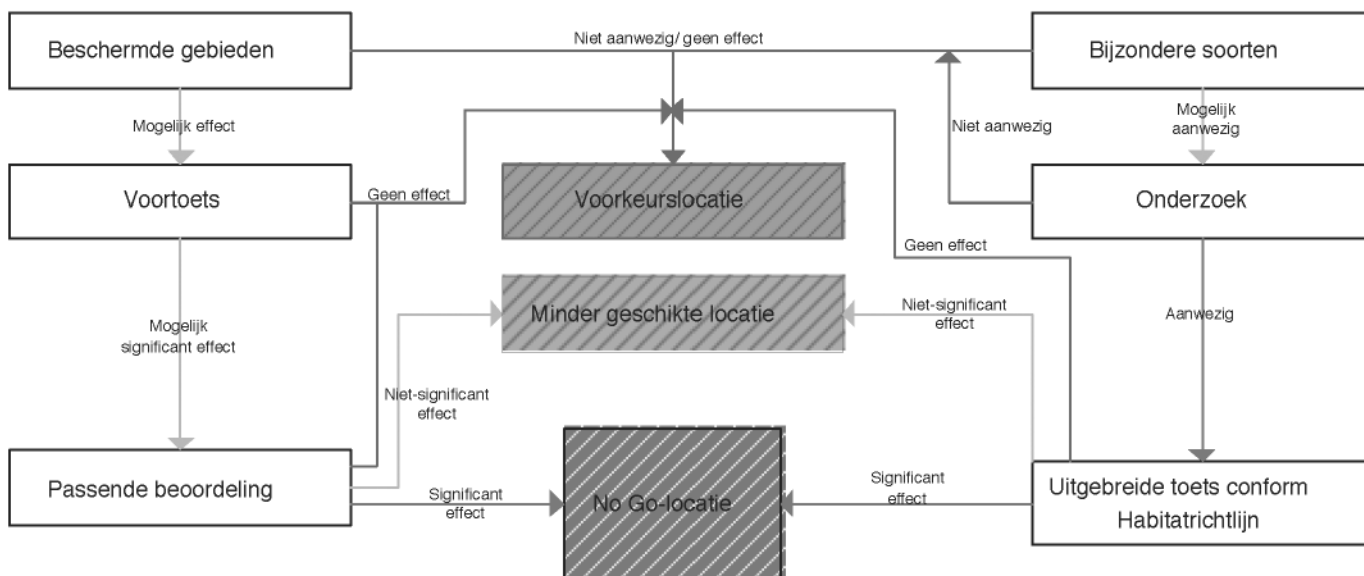 Beschermde gebieden
Niet aanwezig/ geen effect
Bijzondere soorten
Mogelijk effect
Niet aanwezig
Mogelijk
aanwezig
Voortoets
Geen effect
Voorkeurslocatie
Onderzoek
Geen effect
Mogelijk
significant effect
Minder geschikte locatie
Niet-significant
effect
Aanwezig
Niet-significant
effect
Passende beoordeling
Significant
effect
No Go-locatie
Significant
effect
Uitgebreide toets conform
Habitatrichtlijn